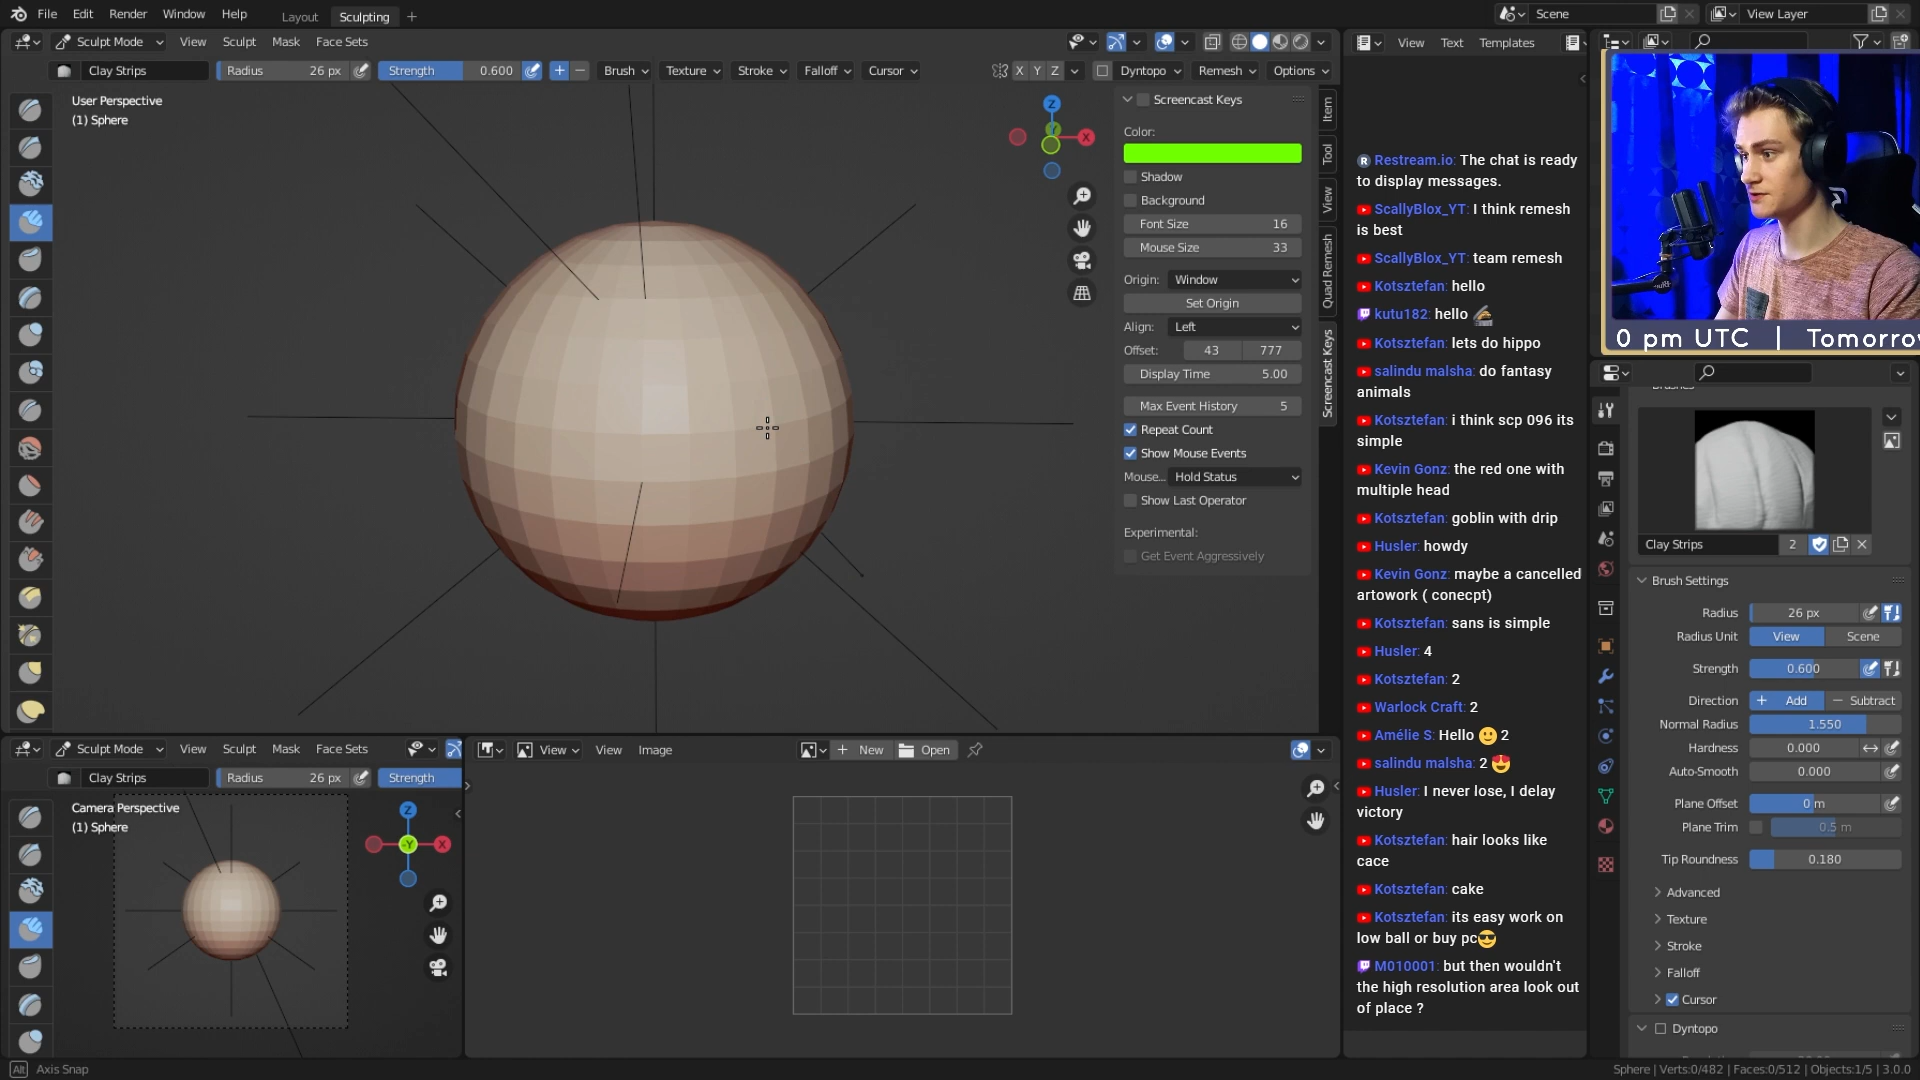 File Edit Render Window Help Layout Sculpting +
Scene View Layer
Sculpt Mode View Sculpt Mask Face Sets
View Text Templates
Clay Strips Radius 26 px Strength 0.600 Brush Texture Stroke Falloff Cursor X Y Z Dyntopo Remesh Options
User Perspective
(1) Sphere
Z
Y
X
Screencast Keys
Color:
Shadow
Background
Font Size 16
Mouse Size 33
Origin: Window
Set Origin
Align: Left
Offset: 43 777
Display Time 5.00
Max Event History 5
Repeat Count
Show Mouse Events
Mouse... Hold Status
Show Last Operator
Experimental:
Get Event Aggressively
Item
Tool
View
Quad Remesh
Screencast Keys
Restream.io: The chat is ready
to display messages.
ScallyBlox_YT: I think remesh
is best
ScallyBlox_YT: team remesh
Kotsztefan: hello
kutu182: hello
Kotsztefan: lets do hippo
salindu malsha: do fantasy
animals
Kotsztefan: i think scp 096 its
simple
Kevin Gonz: the red one with
multiple head
Kotsztefan: goblin with drip
Husler: howdy
Kevin Gonz: maybe a cancelled
artowork ( conecpt)
Kotsztefan: sans is simple
Husler: 4
Kotsztefan: 2
Warlock Craft: 2
Amélie S: Hello 🙂 2
salindu malsha: 2 😍
Husler: I never lose, I delay
victory
Kotsztefan: hair looks like
cace
Kotsztefan: cake
Kotsztefan: its easy work on
low ball or buy pc😎
M010001: but then wouldn't
the high resolution area look out
of place ?
0 pm UTC | Tomorrow
Clay Strips 2
Brush Settings
Radius 26 px
Radius Unit View Scene
Strength 0.600
Direction + Add − Subtract
Normal Radius 1.550
Hardness 0.000
Auto-Smooth 0.000
Plane Offset 0 m
Plane Trim 0.5 m
Tip Roundness 0.180
Advanced
Texture
Stroke
Falloff
Cursor
Dyntopo
Sculpt Mode View Sculpt Mask Face Sets
Clay Strips Radius 26 px Strength
Camera Perspective
(1) Sphere
Z
-Y
X
View View Image + New Open
Alt Axis Snap
Sphere | Verts:0/482 | Faces:0/512 | Objects:1/5 | 3.0.0